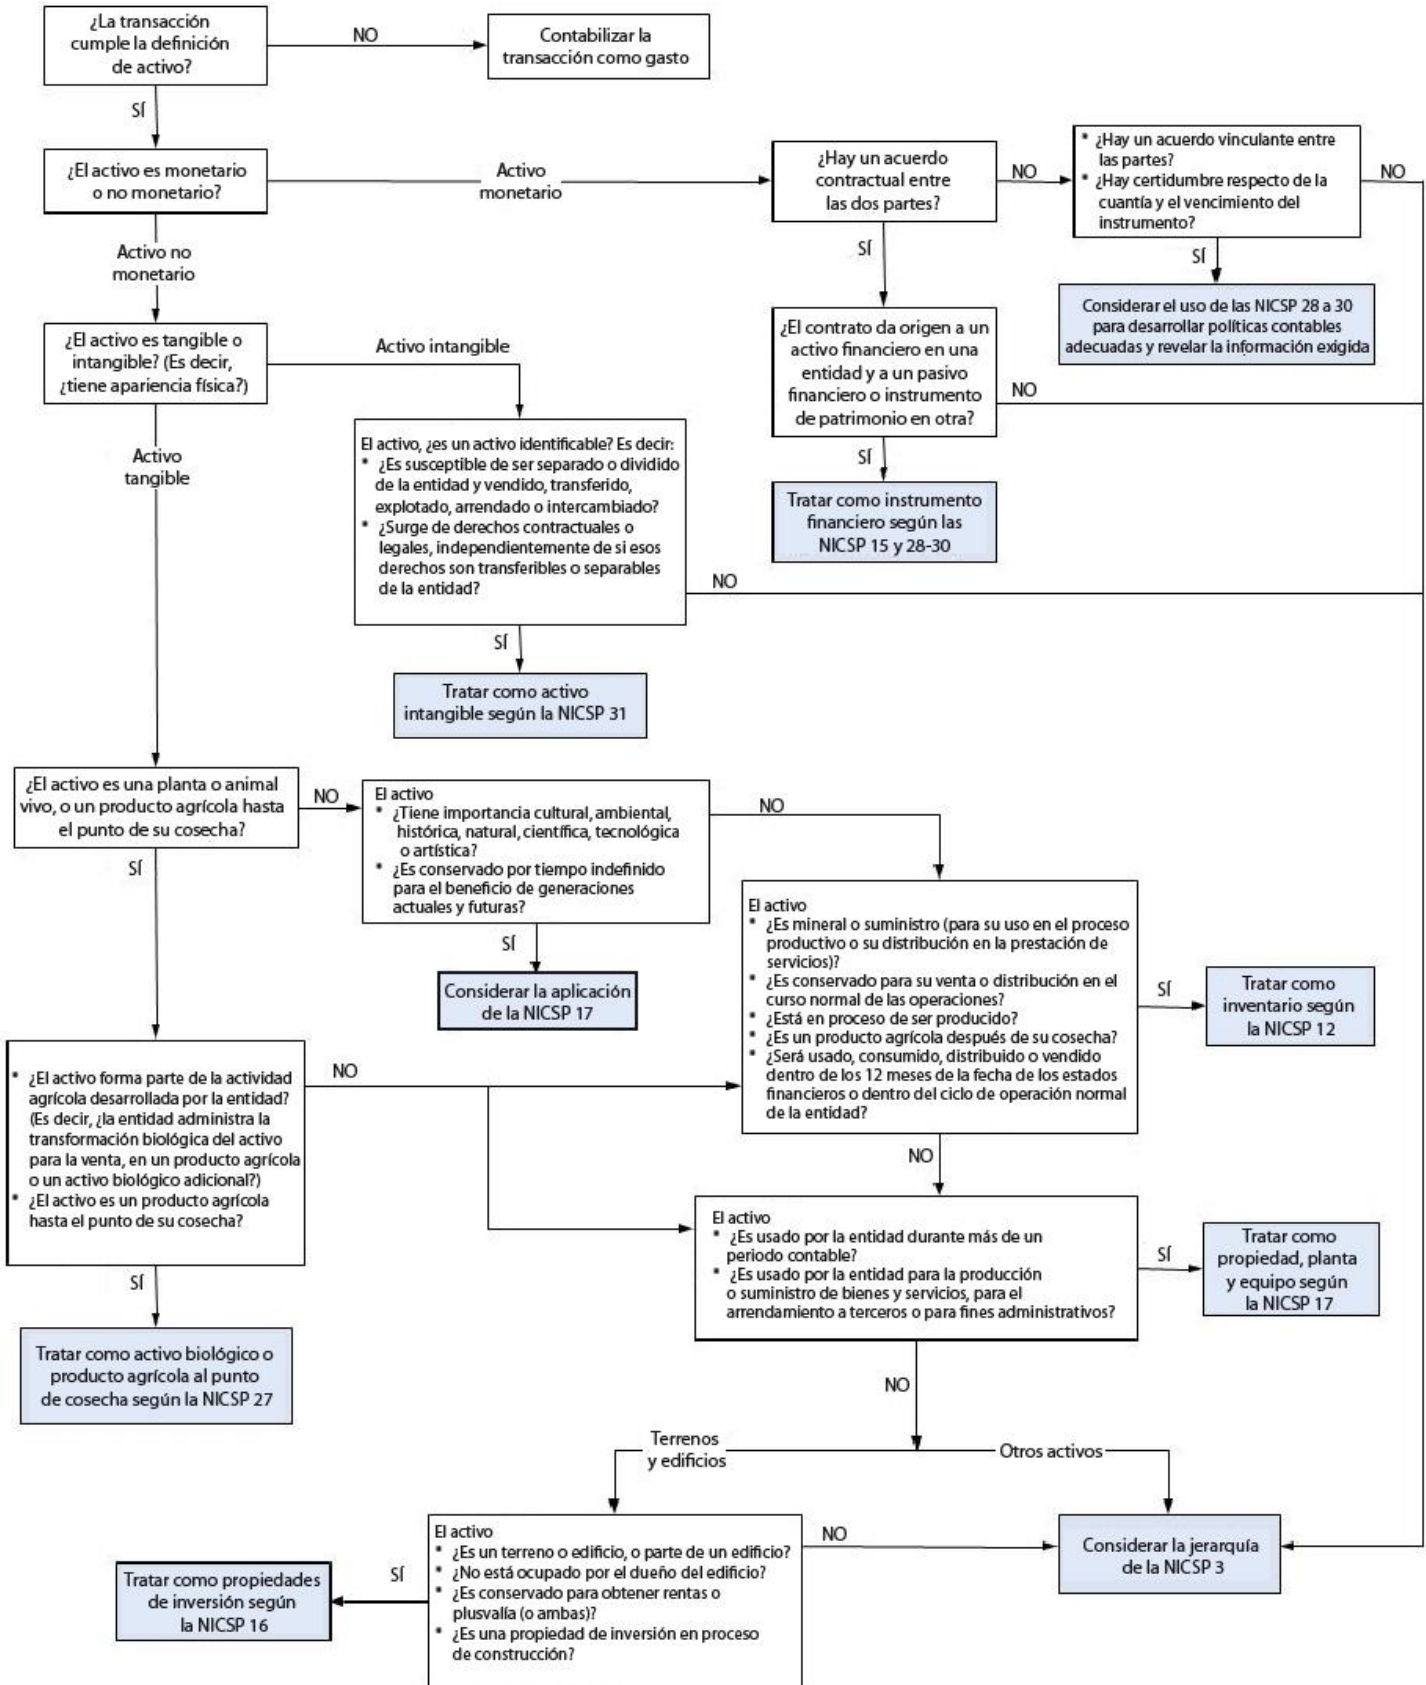 ¿La transacción
cumple la definición
de activo?
NO
Contabilizar la
transacción como gasto
SÍ
¿El activo es monetario
o no monetario?
Activo
monetario
¿Hay un acuerdo
contractual entre
las dos partes?
NO
* ¿Hay un acuerdo vinculante entre
las partes?
* ¿Hay certidumbre respecto de la
cuantía y el vencimiento del
instrumento?
NO
Activo no
monetario
SÍ
SÍ
Considerar el uso de las NICSP 28 a 30
para desarrollar políticas contables
adecuadas y revelar la información exigida
¿El activo es tangible o
intangible? (Es decir,
¿tiene apariencia física?)
Activo intangible
¿El contrato da origen a un
activo financiero en una
entidad y a un pasivo
financiero o instrumento
de patrimonio en otra?
NO
Activo
tangible
El activo, ¿es un activo identificable? Es decir:
* ¿Es susceptible de ser separado o dividido
de la entidad y vendido, transferido,
explotado, arrendado o intercambiado?
* ¿Surge de derechos contractuales o
legales, independientemente de si esos
derechos son transferibles o separables
de la entidad?
NO
SÍ
Tratar como instrumento
financiero según las
NICSP 15 y 28-30
SÍ
Tratar como activo
intangible según la NICSP 31
¿El activo es una planta o animal
vivo, o un producto agrícola hasta
el punto de su cosecha?
NO
El activo
* ¿Tiene importancia cultural, ambiental,
histórica, natural, científica, tecnológica
o artística?
* ¿Es conservado por tiempo indefinido
para el beneficio de generaciones
actuales y futuras?
NO
SÍ
SÍ
Considerar la aplicación
de la NICSP 17
El activo
* ¿Es mineral o suministro (para su uso en el proceso
productivo o su distribución en la prestación de
servicios)?
* ¿Es conservado para su venta o distribución en el
curso normal de las operaciones?
* ¿Está en proceso de ser producido?
* ¿Es un producto agrícola después de su cosecha?
* ¿Será usado, consumido, distribuido o vendido
dentro de los 12 meses de la fecha de los estados
financieros o dentro del ciclo de operación normal
de la entidad?
SÍ
Tratar como
inventario según
la NICSP 12
* ¿El activo forma parte de la actividad
agrícola desarrollada por la entidad?
(Es decir, ¿la entidad administra la
transformación biológica del activo
para la venta, en un producto agrícola
o un activo biológico adicional?)
* ¿El activo es un producto agrícola
hasta el punto de su cosecha?
NO
NO
El activo
* ¿Es usado por la entidad durante más de un
periodo contable?
* ¿Es usado por la entidad para la producción
o suministro de bienes y servicios, para el
arrendamiento a terceros o para fines administrativos?
SÍ
Tratar como
propiedad, planta
y equipo según
la NICSP 17
SÍ
Tratar como activo biológico o
producto agrícola al punto
de cosecha según la NICSP 27
NO
Terrenos
y edificios
Otros activos
El activo
* ¿Es un terreno o edificio, o parte de un edificio?
* ¿No está ocupado por el dueño del edificio?
* ¿Es conservado para obtener rentas o
plusvalía (o ambas)?
* ¿Es una propiedad de inversión en proceso
de construcción?
NO
Considerar la jerarquía
de la NICSP 3
SÍ
Tratar como propiedades
de inversión según
la NICSP 16